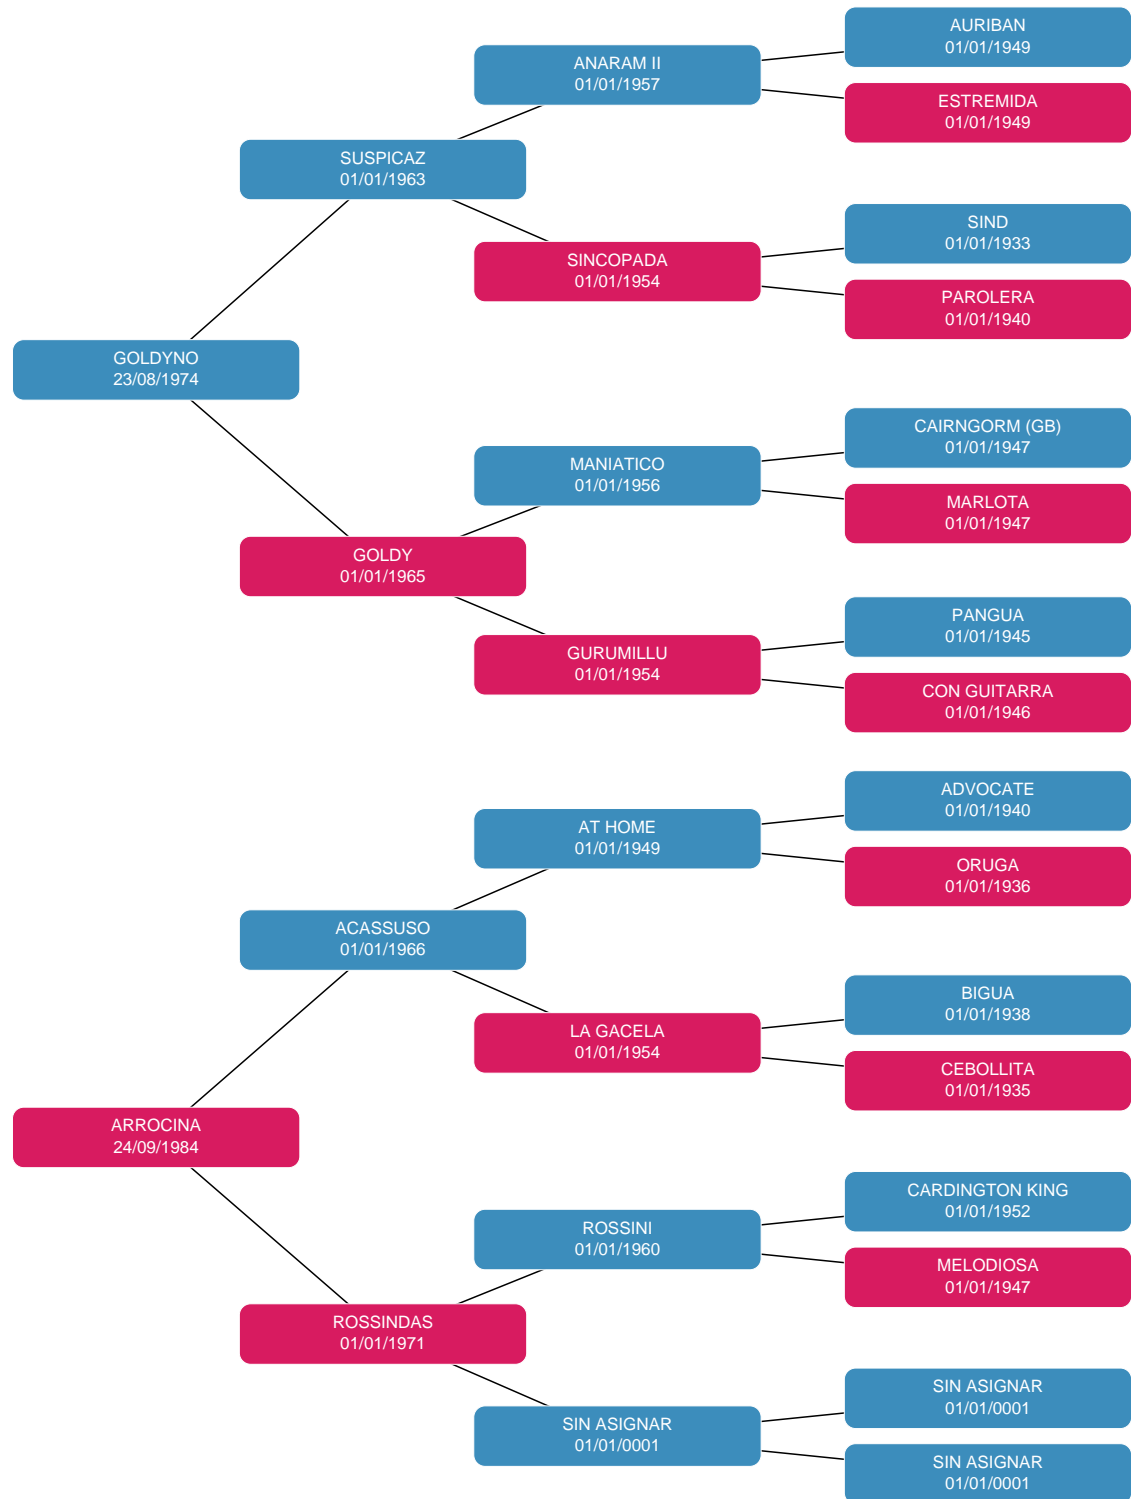 AURIBAN
01/01/1949
ANARAM II
01/01/1957
ESTREMIDA
01/01/1949
SUSPICAZ
01/01/1963
SIND
01/01/1933
SINCOPADA
01/01/1954
PAROLERA
01/01/1940
GOLDYNO
23/08/1974
CAIRNGORM (GB)
01/01/1947
MANIATICO
01/01/1956
MARLOTA
01/01/1947
GOLDY
01/01/1965
PANGUA
01/01/1945
GURUMILLU
01/01/1954
CON GUITARRA
01/01/1946
ADVOCATE
01/01/1940
AT HOME
01/01/1949
ORUGA
01/01/1936
ACASSUSO
01/01/1966
BIGUA
01/01/1938
LA GACELA
01/01/1954
CEBOLLITA
01/01/1935
ARROCINA
24/09/1984
CARDINGTON KING
01/01/1952
ROSSINI
01/01/1960
MELODIOSA
01/01/1947
ROSSINDAS
01/01/1971
SIN ASIGNAR
01/01/0001
SIN ASIGNAR
01/01/0001
SIN ASIGNAR
01/01/0001